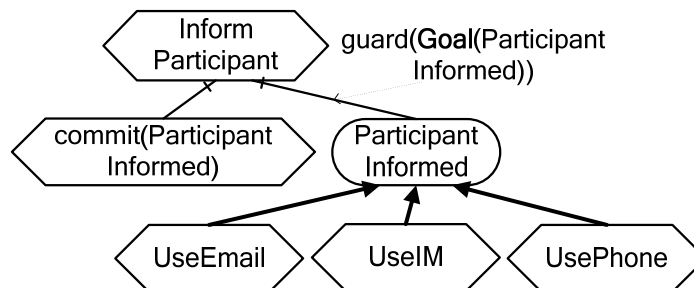 Inform
Participant
guard(Goal(Participant
Informed))
commit(Participant
Informed)
Participant
Informed
UseEmail
UseIM
UsePhone